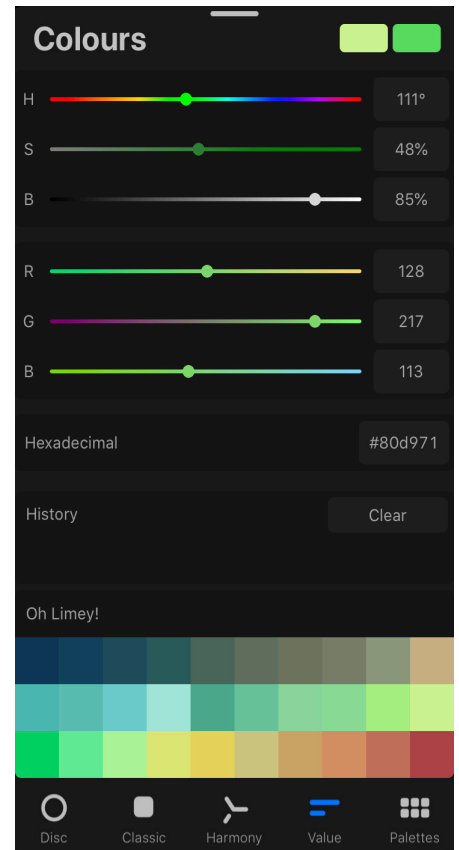 Colours
H 111°
S 48%
B 85%
R 128
G 217
B 113
Hexadecimal #80d971
History Clear
Oh Limey!
Disc Classic Harmony Value Palettes